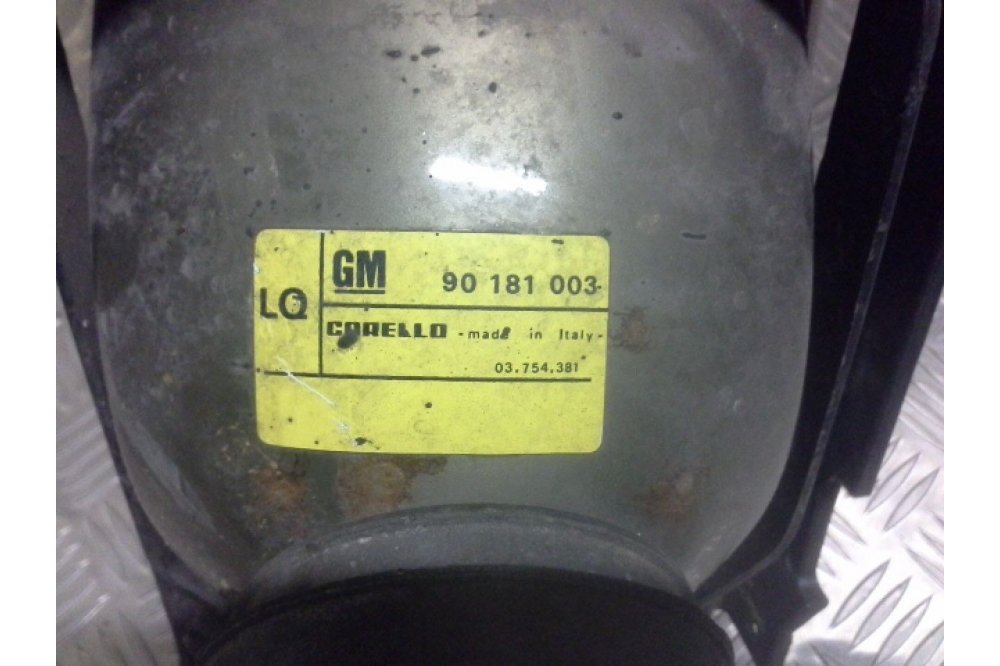 LQ
GM 90 181 003
CARELLO - made in Italy -
03.754.381